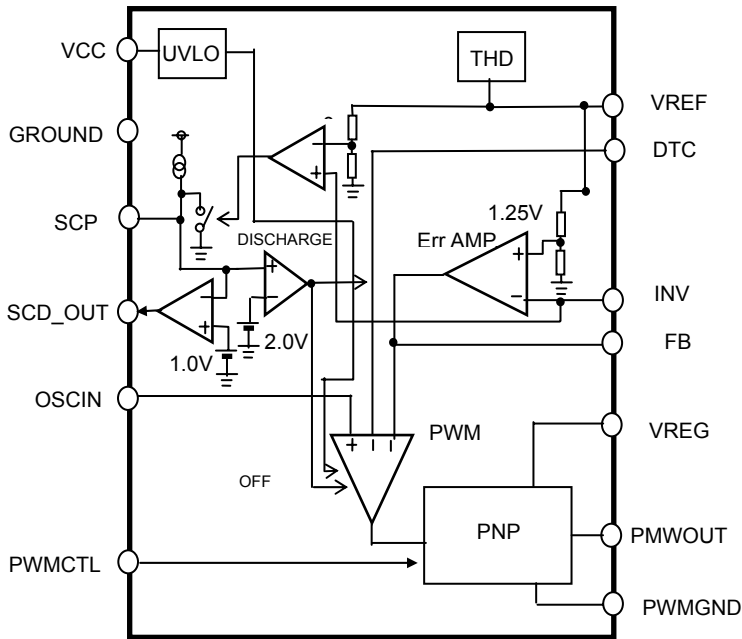 VCC
UVLO
THD
VREF
GROUND
DTC
SCP
1.25V
DISCHARGE
Err AMP
INV
SCD_OUT
2.0V
FB
1.0V
OSCIN
PWM
VREG
OFF
PNP
PMWOUT
PWMCTL
PWMGND